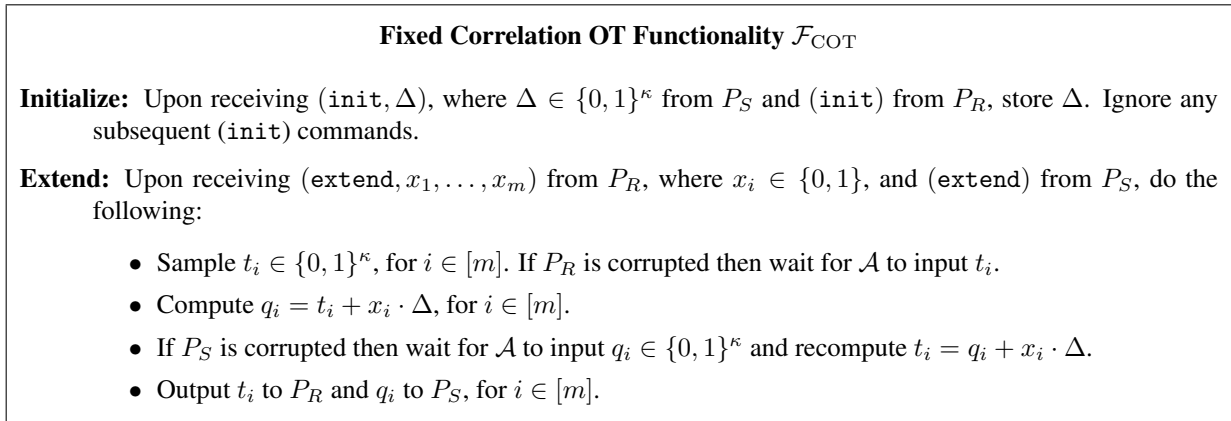 Fixed Correlation OT Functionality $\mathcal{F}_{\mathrm{COT}}$
Initialize: Upon receiving (init, Δ), where Δ ∈ {0, 1}^κ from P_S and (init) from P_R, store Δ. Ignore any
subsequent (init) commands.
Extend: Upon receiving (extend, x_1, . . . , x_m) from P_R, where x_i ∈ {0, 1}, and (extend) from P_S, do the
following:
• Sample t_i ∈ {0, 1}^κ, for i ∈ [m]. If P_R is corrupted then wait for 𝒜 to input t_i.
• Compute q_i = t_i + x_i · Δ, for i ∈ [m].
• If P_S is corrupted then wait for 𝒜 to input q_i ∈ {0, 1}^κ and recompute t_i = q_i + x_i · Δ.
• Output t_i to P_R and q_i to P_S, for i ∈ [m].